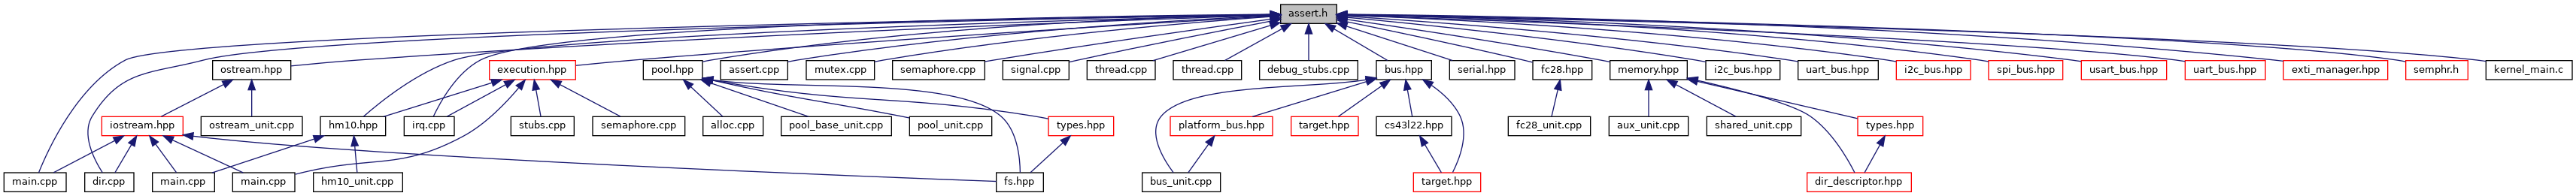 assert.h
ostream.hpp
execution.hpp
pool.hpp
assert.cpp
mutex.cpp
semaphore.cpp
signal.cpp
thread.cpp
thread.cpp
debug_stubs.cpp
bus.hpp
serial.hpp
fc28.hpp
memory.hpp
i2c_bus.hpp
uart_bus.hpp
i2c_bus.hpp
spi_bus.hpp
usart_bus.hpp
uart_bus.hpp
exti_manager.hpp
semphr.h
kernel_main.c
iostream.hpp
ostream_unit.cpp
hm10.hpp
irq.cpp
stubs.cpp
semaphore.cpp
alloc.cpp
pool_base_unit.cpp
pool_unit.cpp
types.hpp
platform_bus.hpp
target.hpp
cs43l22.hpp
fc28_unit.cpp
aux_unit.cpp
shared_unit.cpp
types.hpp
main.cpp
dir.cpp
main.cpp
main.cpp
hm10_unit.cpp
fs.hpp
bus_unit.cpp
target.hpp
dir_descriptor.hpp